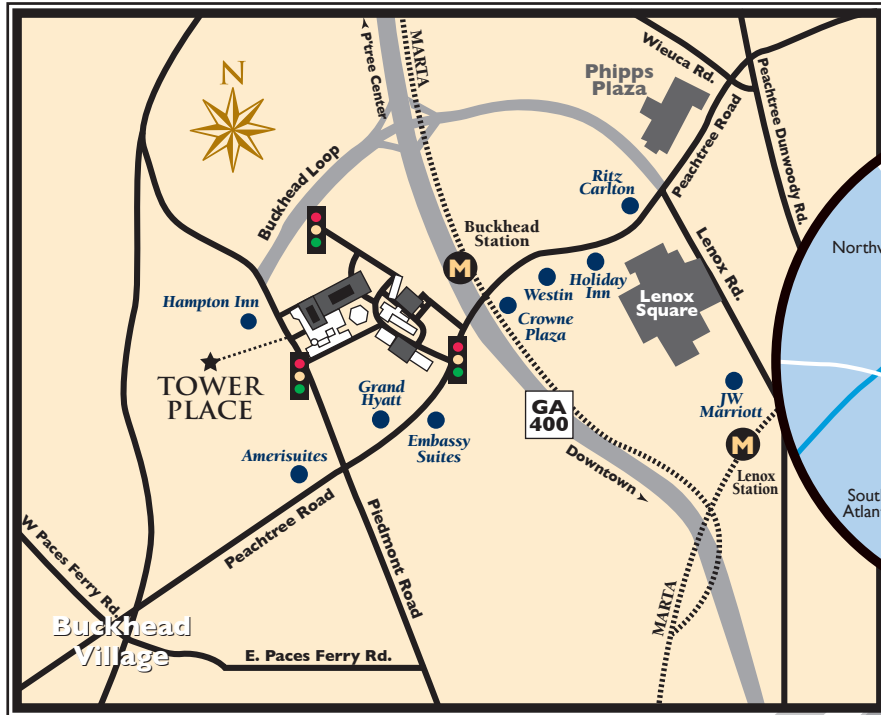 N
P'tree Center
MARTA
Wieuca Rd.
Phipps
Plaza
Peachtree Road
Peachtree Dunwoody Rd.
Buckhead Loop
Ritz
Carlton
Buckhead
Station
M
Lenox Rd.
Hampton Inn
Holiday
Inn
Westin
Crowne
Plaza
Lenox
Square
TOWER
PLACE
Grand
Hyatt
GA
400
JW
Marriott
Embassy
Suites
M
Lenox
Station
Amerisuites
Downtown
Peachtree Road
Piedmont Road
W Paces Ferry Rd.
MARTA
Buckhead
Village
E. Paces Ferry Rd.
Northw
South
Atlan